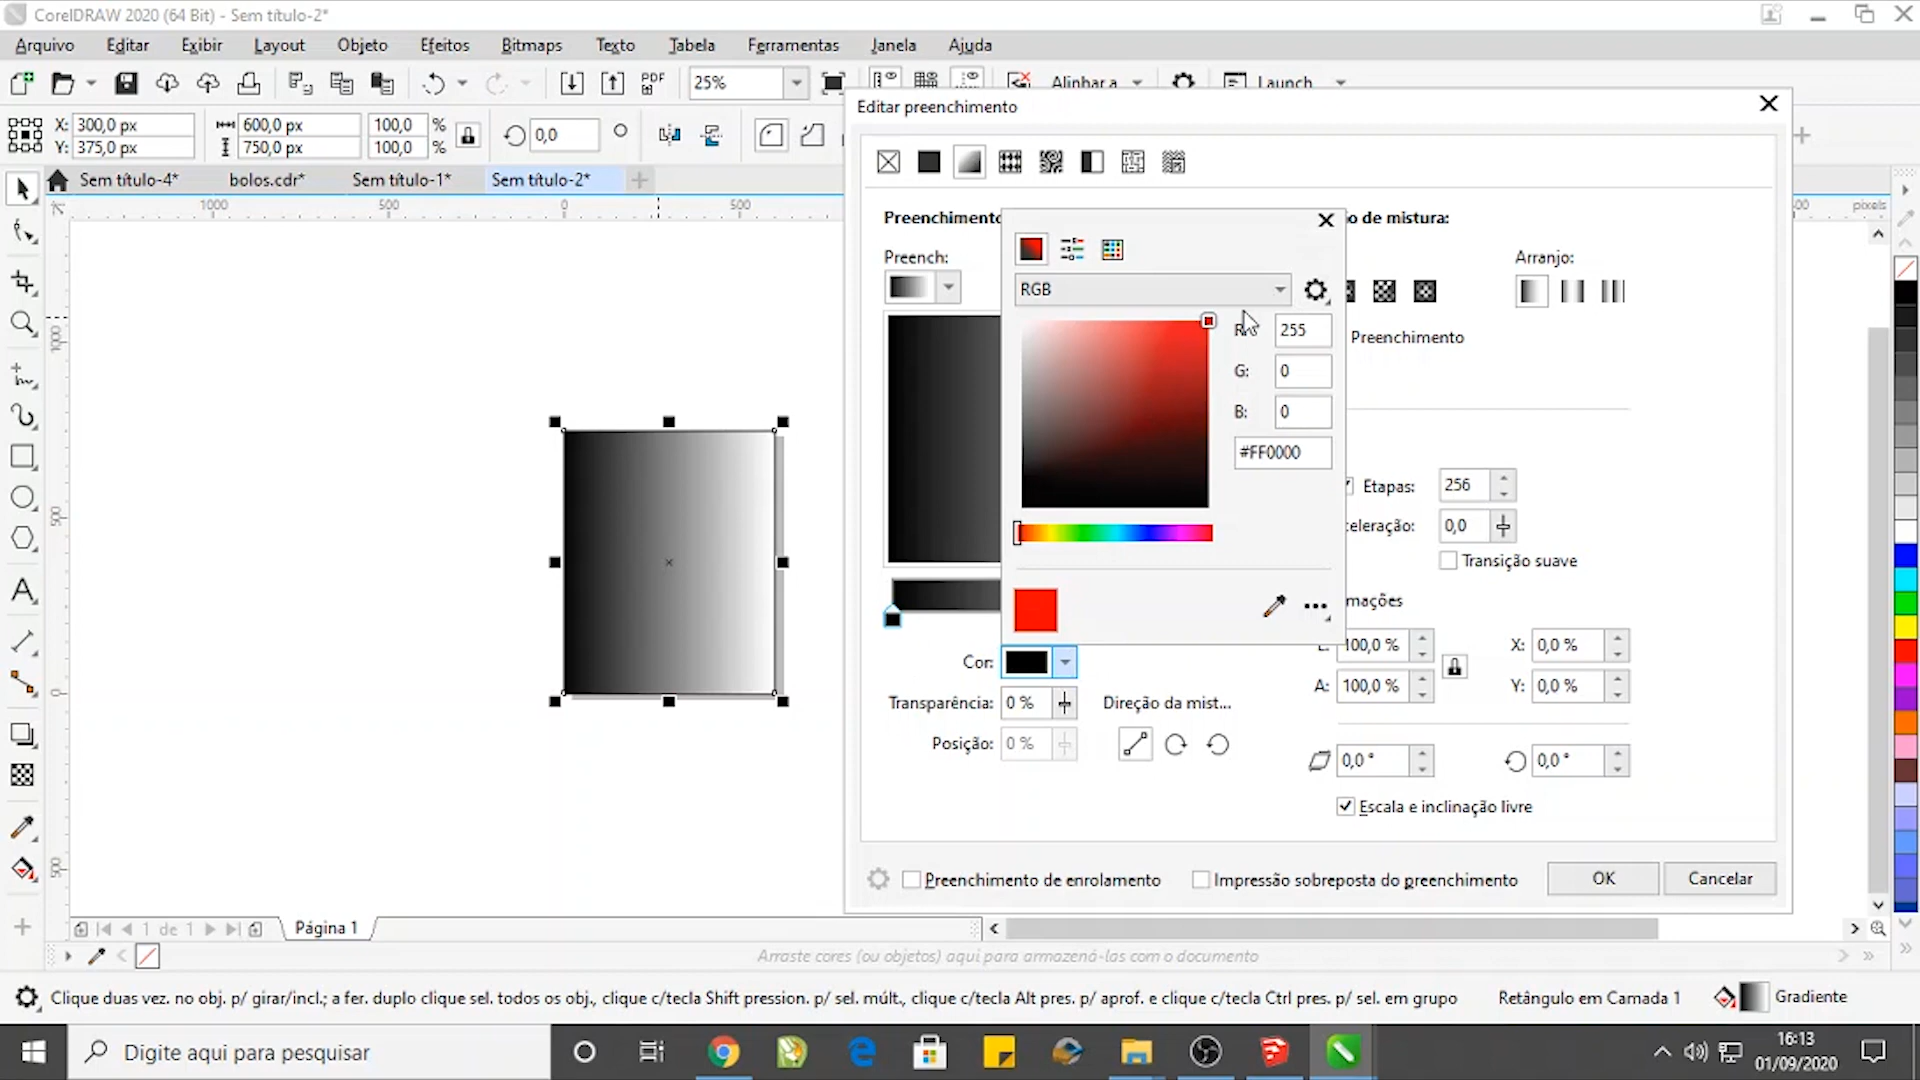 CorelDRAW 2020 (64 Bit) - Sem título-2*
Arquivo Editar Exibir Layout Objeto Efeitos Bitmaps Texto Tabela Ferramentas Janela Ajuda
PDF 25% Alinhar a Launch
X: 300,0 px 600,0 px 100,0 % 0,0 °
Y: 375,0 px 750,0 px 100,0 %
Sem título-4* bolos.cdr* Sem título-1* Sem título-2*
1000 500 0 500
pixels
1000
500
0
500
Editar preenchimento
Preenchimento
o de mistura:
Preench:
Arranjo:
RGB
R: 255
G: 0
B: 0
#FF0000
Preenchimento
Etapas: 256
celeração: 0,0
Transição suave
mações
100,0 % X: 0,0 %
A: 100,0 % Y: 0,0 %
Cor:
Transparência: 0 % Direção da mist...
Posição: 0 %
0,0 ° 0,0 °
Escala e inclinação livre
Preenchimento de enrolamento Impressão sobreposta do preenchimento OK Cancelar
1 de 1 Página 1
Arraste cores (ou objetos) aqui para armazená-las com o documento
Clique duas vez. no obj. p/ girar/incl.; a fer. duplo clique sel. todos os obj., clique c/tecla Shift pression. p/ sel. múlt., clique c/tecla Alt pres. p/ aprof. e clique c/tecla Ctrl pres. p/ sel. em grupo Retângulo em Camada 1 Gradiente
Digite aqui para pesquisar
16:13
01/09/2020